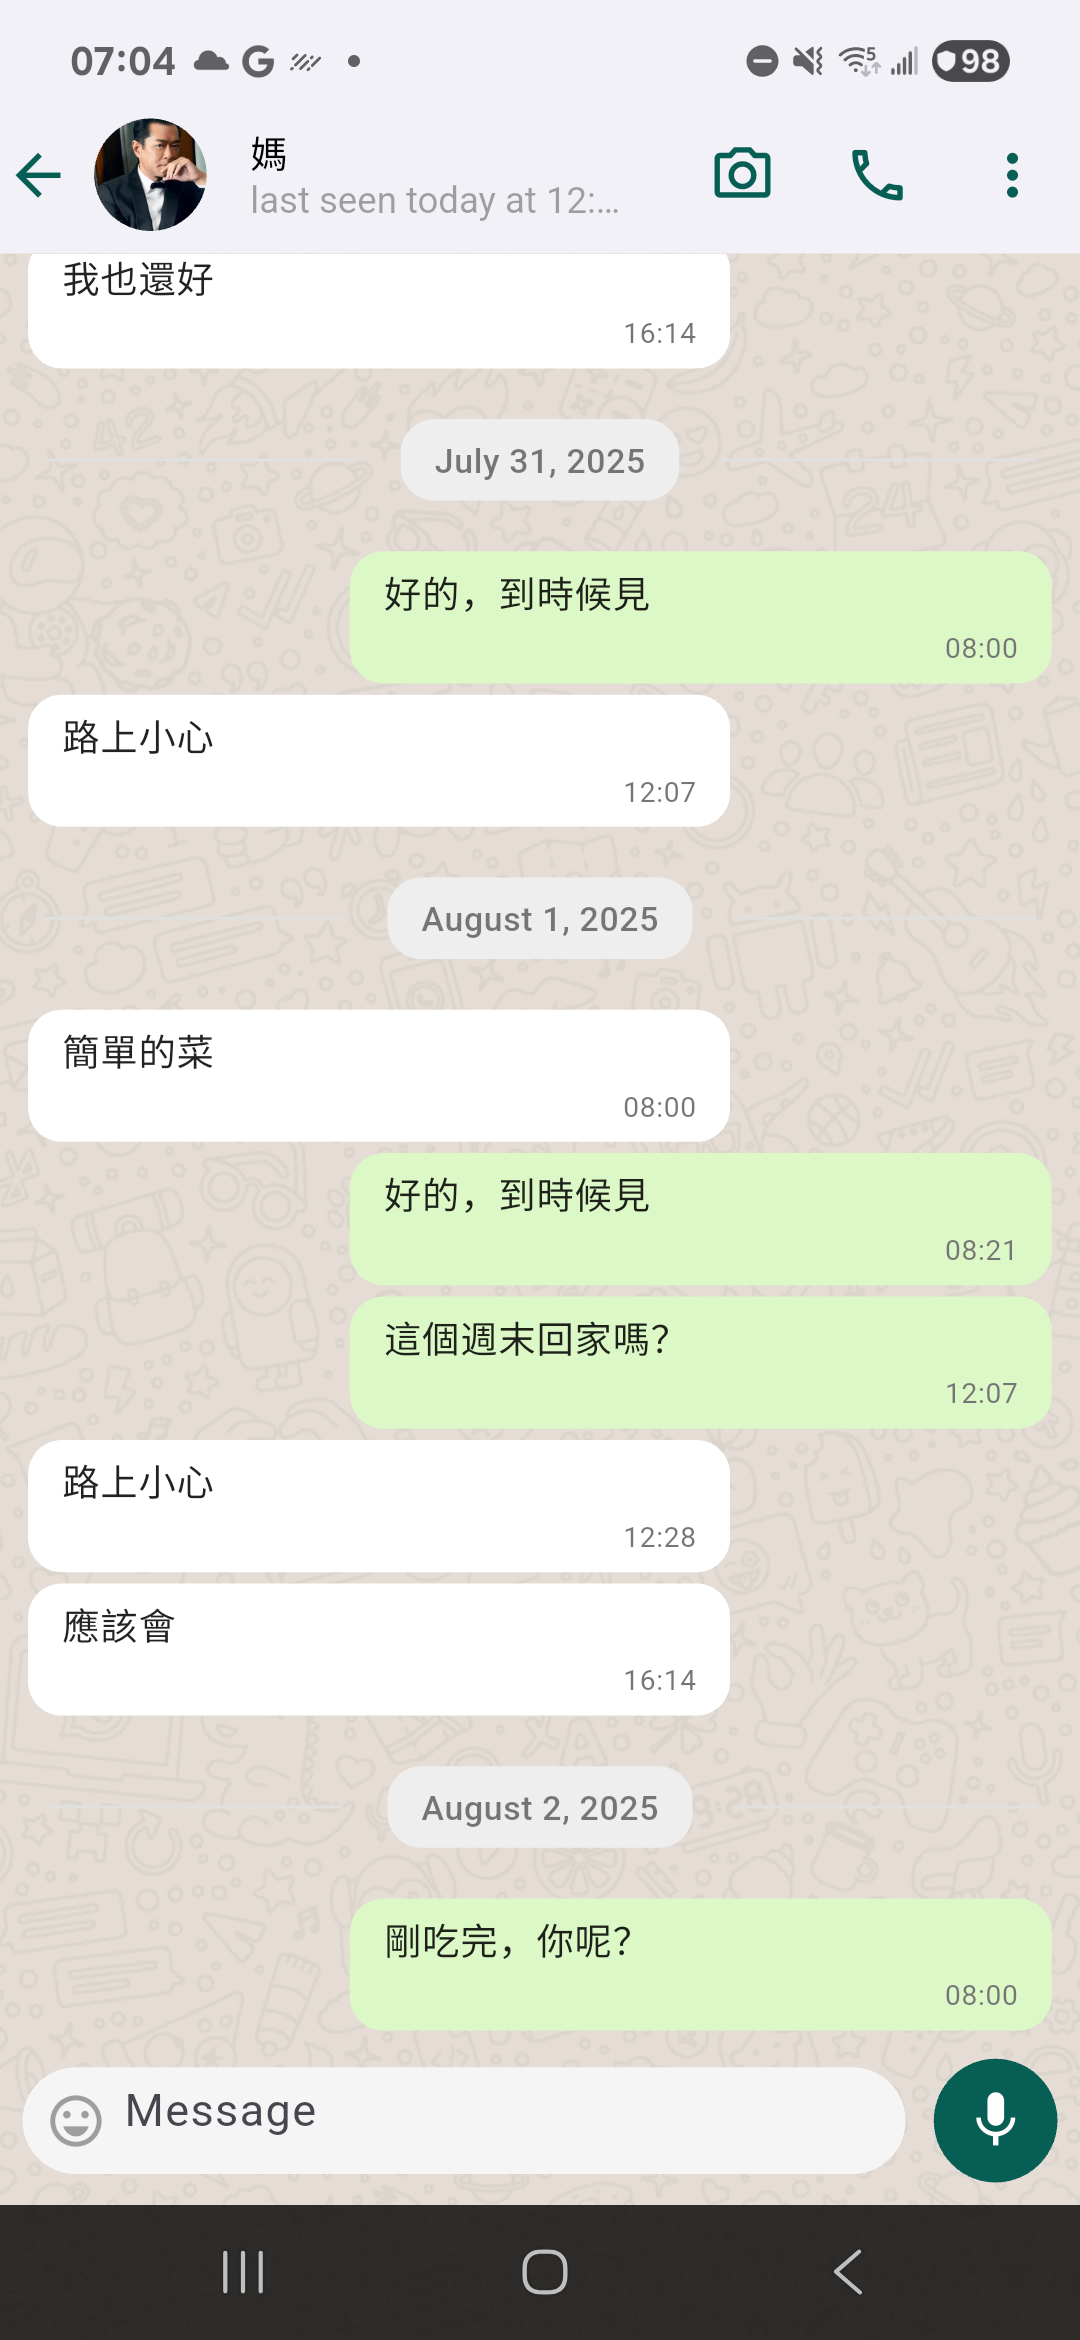 07:04
98
媽
last seen today at 12:...
我也還好
16:14
July 31, 2025
好的，到時候見
08:00
路上小心
12:07
August 1, 2025
簡單的菜
08:00
好的，到時候見
08:21
這個週末回家嗎？
12:07
路上小心
12:28
應該會
16:14
August 2, 2025
剛吃完，你呢？
08:00
Message